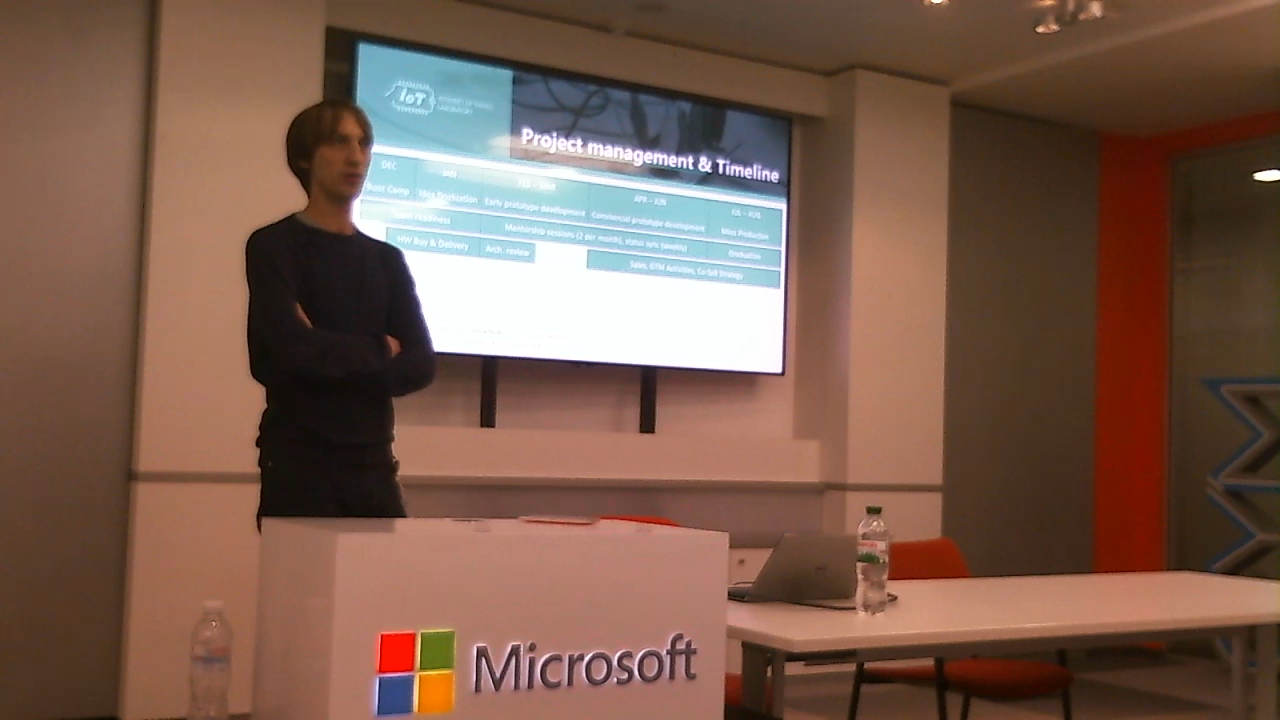 IoT
Project management & Timeline
DEC
JAN
FEB – MAR
APR – JUN
JUL – AUG
Boot Camp
Idea Finalization
Early prototype development
Commercial prototype development
Mass Production
Team Readiness
Mentorship sessions (2 per month), status sync (weekly)
Graduation
HW Buy & Delivery
Arch. review
Sales, GTM Activities, Co-Sell Strategy
Microsoft